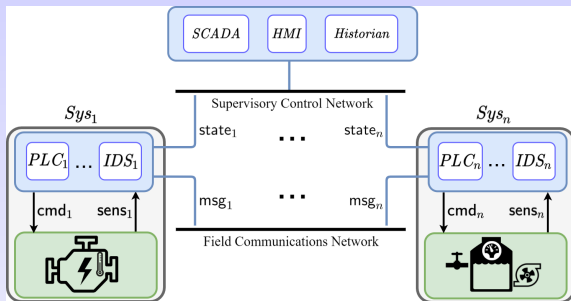 SCADA HMI Historian
Supervisory Control Network
Sys₁ Sysₙ
state₁ ... stateₙ
PLC₁ ... IDS₁ PLCₙ ... IDSₙ
msg₁ ... msgₙ
cmd₁ sens₁ cmdₙ sensₙ
Field Communications Network